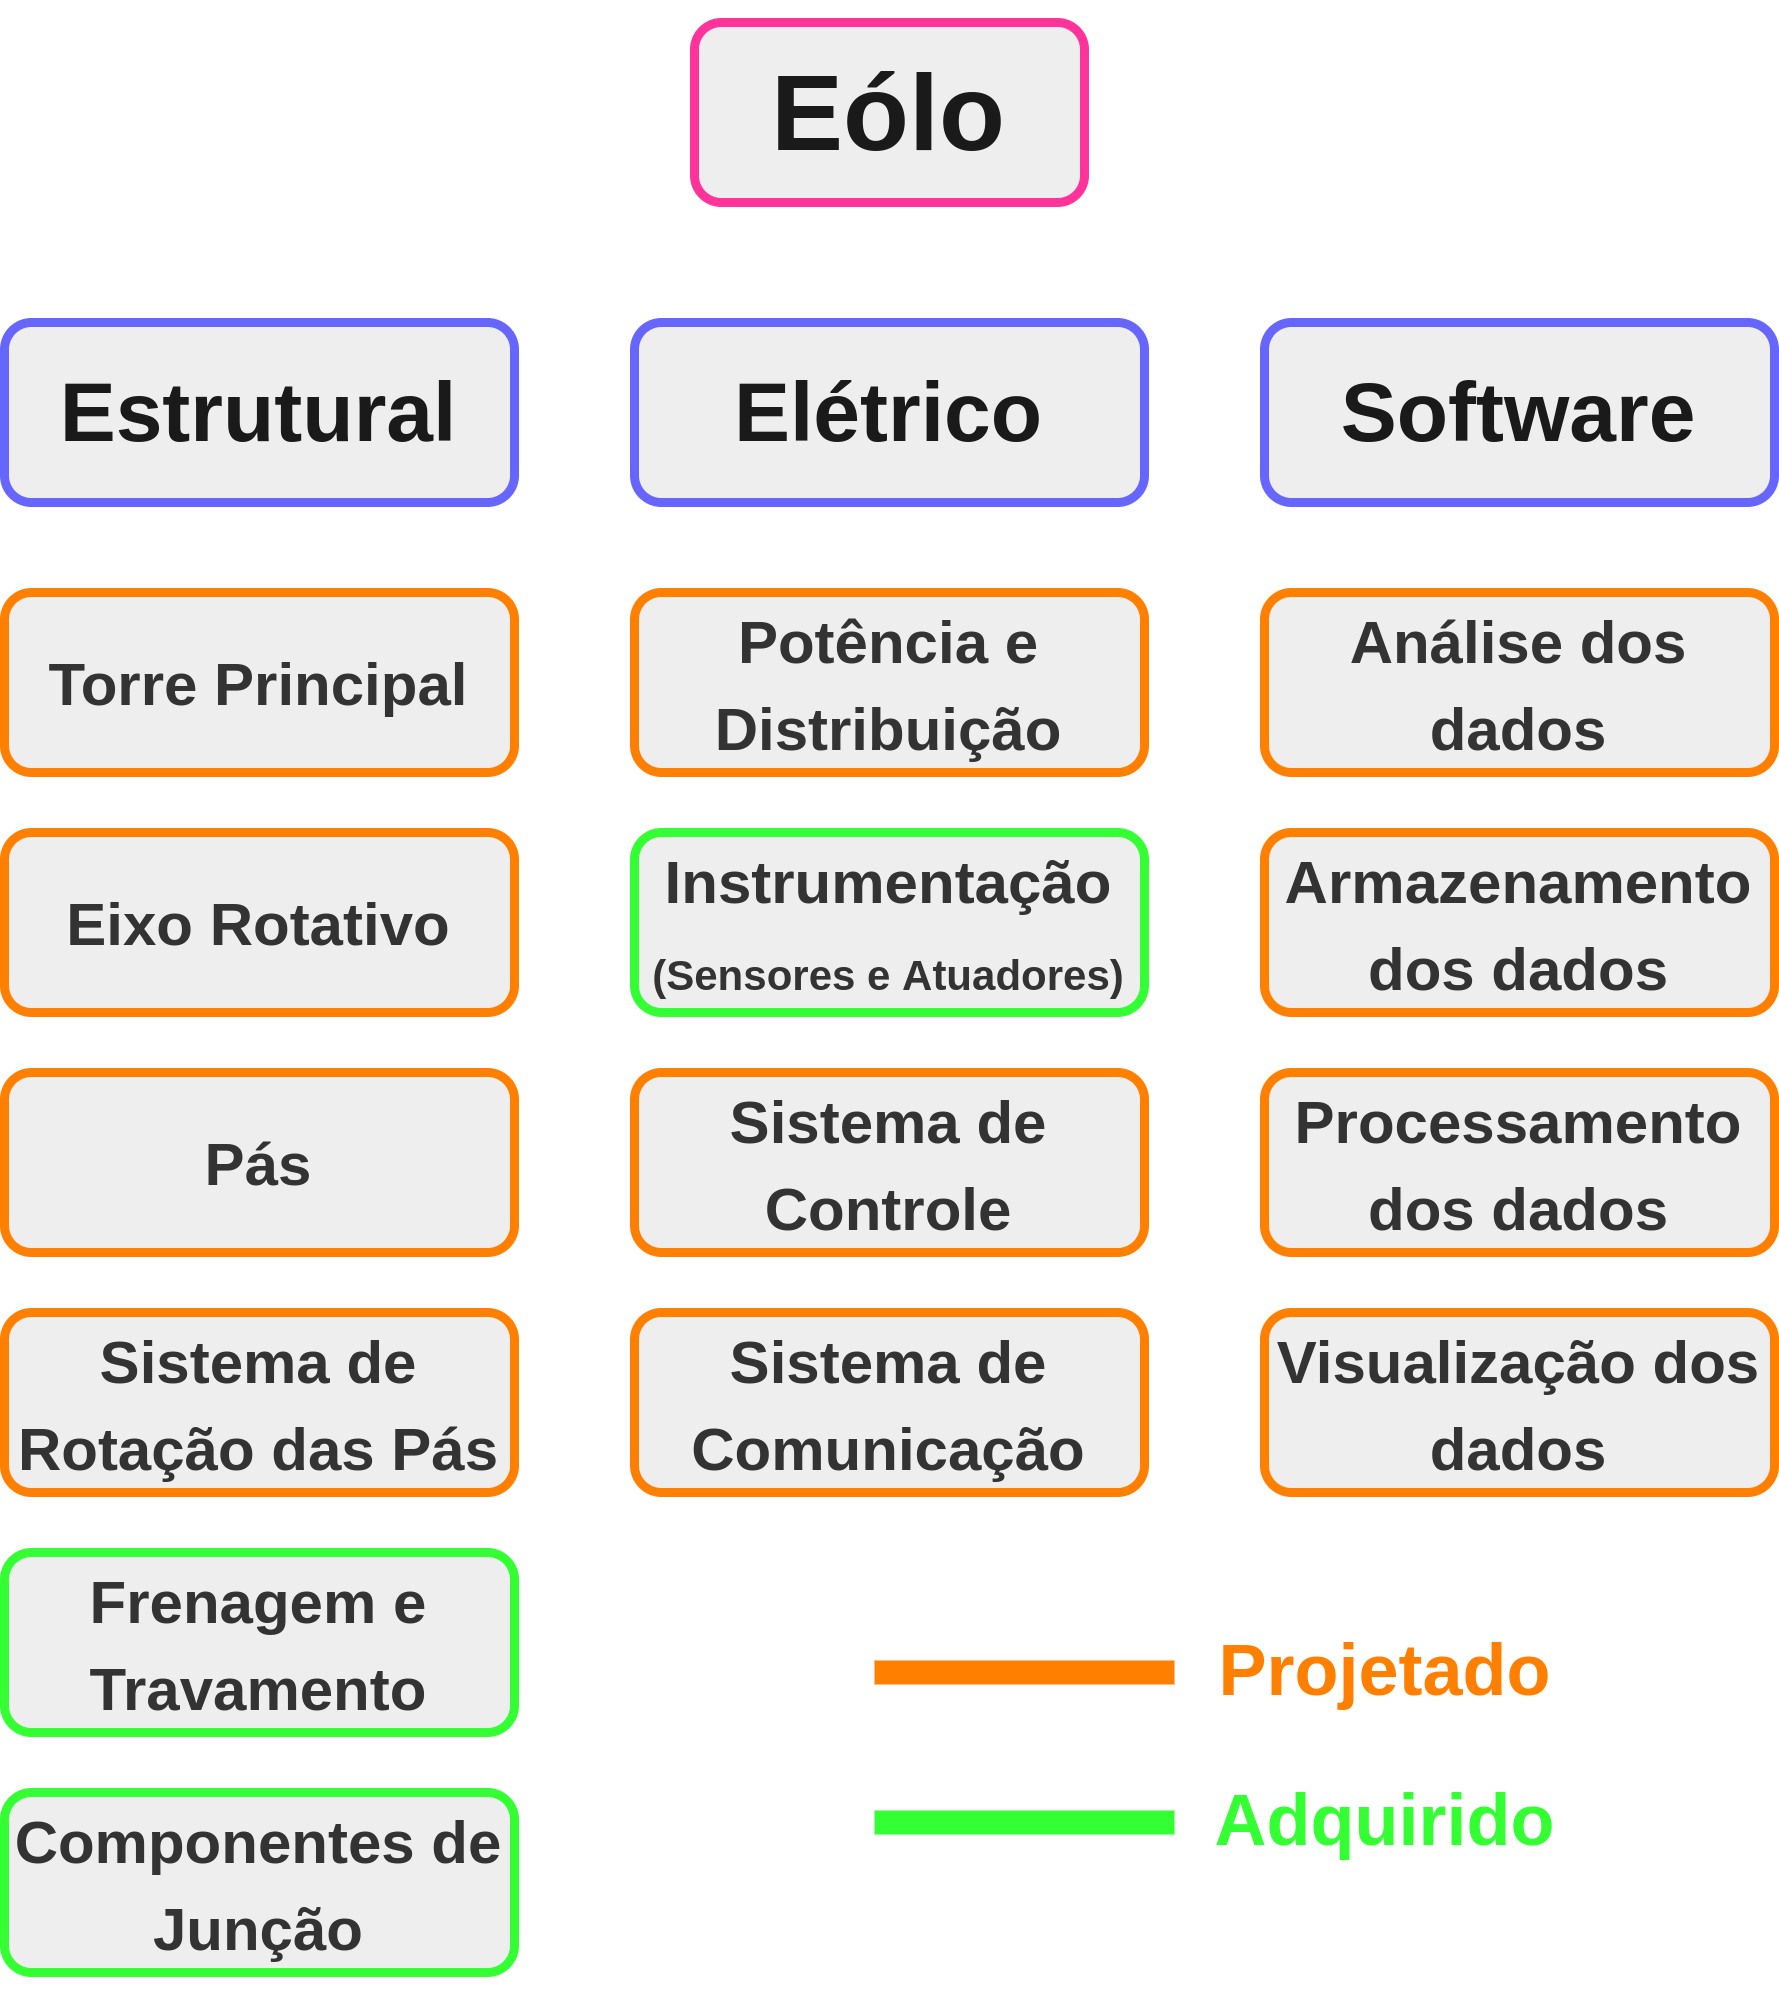 Eólo
Estrutural
Elétrico
Software
Torre Principal
Potência e
Distribuição
Análise dos
dados
Eixo Rotativo
Instrumentação
(Sensores e Atuadores)
Armazenamento
dos dados
Pás
Sistema de
Controle
Processamento
dos dados
Sistema de
Rotação das Pás
Sistema de
Comunicação
Visualização dos
dados
Frenagem e
Travamento
Projetado
Adquirido
Componentes de
Junção